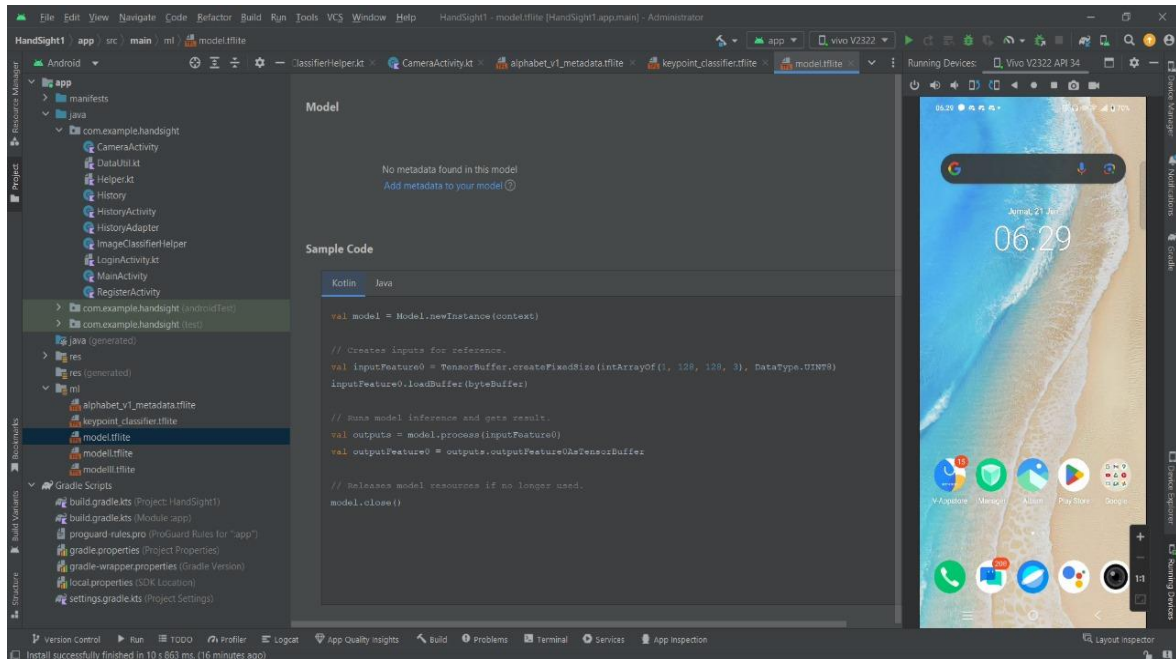 File Edit View Navigate Code Refactor Build Run Tools VCS Window Help HandSight1 - model.tflite [HandSight1.app.main] - Administrator
HandSight1 app src main ml model.tflite
app
vivo V2322
Android
ClassifierHelper.kt
CameraActivity.kt
alphabet_v1_metadata.tflite
keypoint_classifier.tflite
model.tflite
Running Devices: Vivo V2322 API 34
Resource Manager
Project
Bookmarks
Build Variants
Structure
app
manifests
java
com.example.handsight
CameraActivity
DataUtil.kt
Helper.kt
History
HistoryActivity
HistoryAdapter
ImageClassifierHelper
LoginActivity.kt
MainActivity
RegisterActivity
com.example.handsight (androidTest)
com.example.handsight (test)
java (generated)
res
res (generated)
ml
alphabet_v1_metadata.tflite
keypoint_classifier.tflite
model.tflite
Gradle Scripts
build.gradle.kts (Project: HandSight1)
build.gradle.kts (Module :app)
proguard-rules.pro (ProGuard Rules for ":app")
gradle.properties (Project Properties)
gradle-wrapper.properties (Gradle Version)
local.properties (SDK Location)
settings.gradle.kts (Project Settings)
Model
No metadata found in this model
Add metadata to your model
Sample Code
Kotlin Java
val model = Model.newInstance(context)
// Creates inputs for reference.
val inputFeature0 = TensorBuffer.createFixedSize(intArrayOf(1, 128, 128, 3), DataType.UINT8)
inputFeature0.loadBuffer(byteBuffer)
// Runs model inference and gets result.
val outputs = model.process(inputFeature0)
val outputFeature0 = outputs.outputFeature0AsTensorBuffer
// Releases model resources if no longer used.
model.close()
06.29
70%
Jumat, 21
06.29
15
V-Appstore iManager Album Play Store Google
200
1:1
Device Manager
Notifications
Gradle
Device Explorer
Running Devices
Version Control Run TODO Profiler Logcat App Quality Insights Build Problems Terminal Services App Inspection
Layout Inspector
Install successfully finished in 10 s 863 ms. (16 minutes ago)